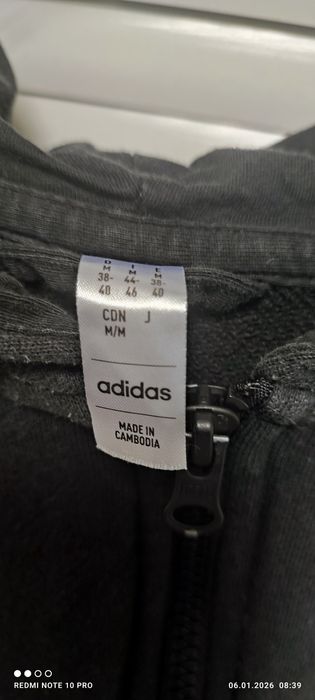 D I E
M M M
38- 44- 38-
40 46 40
CDN J
M/M
adidas
MADE IN
CAMBODIA
REDMI NOTE 10 PRO
06.01.2026 08:39